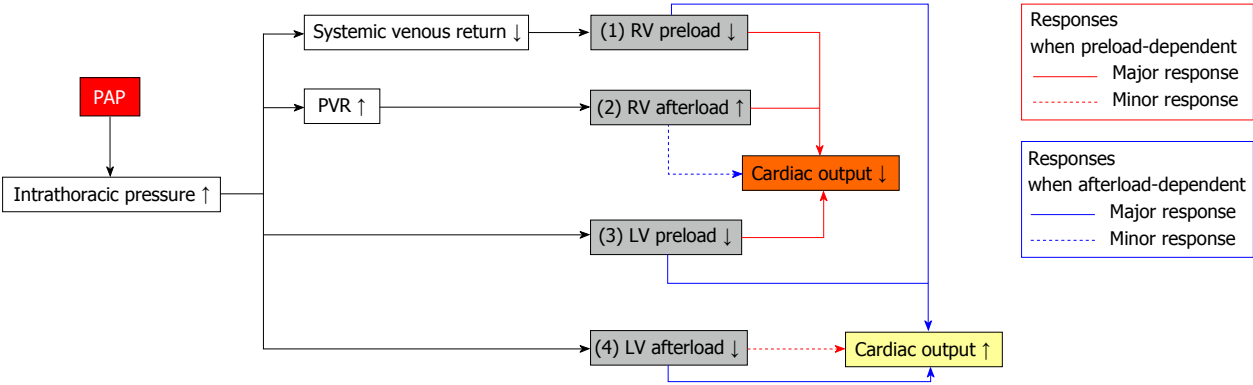 PAP
Intrathoracic pressure ↑
Systemic venous return ↓
PVR ↑
(1) RV preload ↓
(2) RV afterload ↑
Cardiac output ↓
(3) LV preload ↓
(4) LV afterload ↓
Cardiac output ↑
Responses
when preload-dependent
Major response
Minor response
Responses
when afterload-dependent
Major response
Minor response